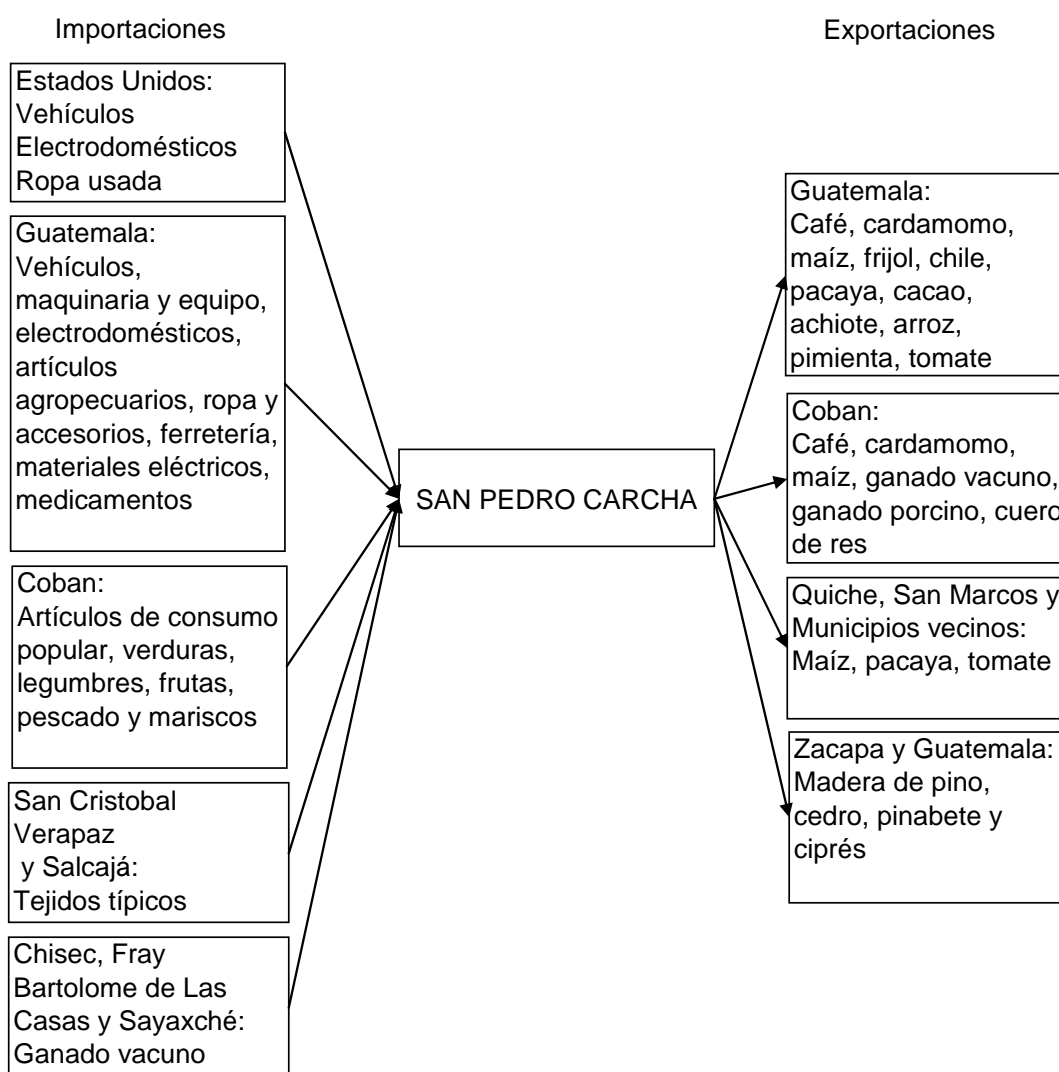 Importaciones
Estados Unidos:
Vehículos
Electrodomésticos
Ropa usada
Guatemala:
Vehículos,
maquinaria y equipo,
electrodomésticos,
artículos
agropecuarios, ropa y
accesorios, ferretería,
materiales eléctricos,
medicamentos
Coban:
Artículos de consumo
popular, verduras,
legumbres, frutas,
pescado y mariscos
San Cristobal
Verapaz
y Salcajá:
Tejidos típicos
Chisec, Fray
Bartolome de Las
Casas y Sayaxché:
Ganado vacuno
SAN PEDRO CARCHA
Exportaciones
Guatemala:
Café, cardamomo,
maíz, frijol, chile,
pacaya, cacao,
achiote, arroz,
pimienta, tomate
Coban:
Café, cardamomo,
maíz, ganado vacuno,
ganado porcino, cuero
de res
Quiche, San Marcos y
Municipios vecinos:
Maíz, pacaya, tomate
Zacapa y Guatemala:
Madera de pino,
cedro, pinabete y
ciprés